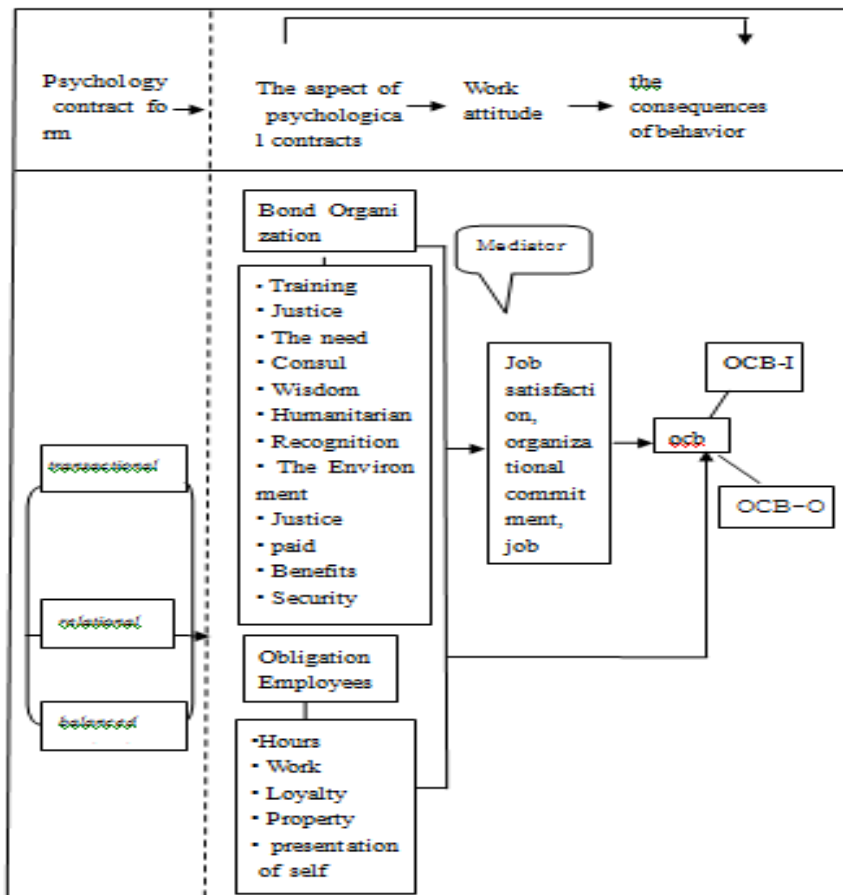 Psychology
contract fo
rm
The aspect of
psychologica
l contracts
Work
attitude
the
consequences
of behavior
Bond Organi
zation
Mediator
• Training
• Justice
• The need
• Consul
• Wisdom
• Humanitarian
• Recognition
• The Environ
ment
• Justice
• paid
• Benefits
• Security
Job
satisfacti
on,
organiza
tional
commit
ment,
job
OCB-I
ocb
OCB-O
transactional
relational
balanced
Obligation
Employees
•Hours
• Work
• Loyalty
• Property
• presentation
of self